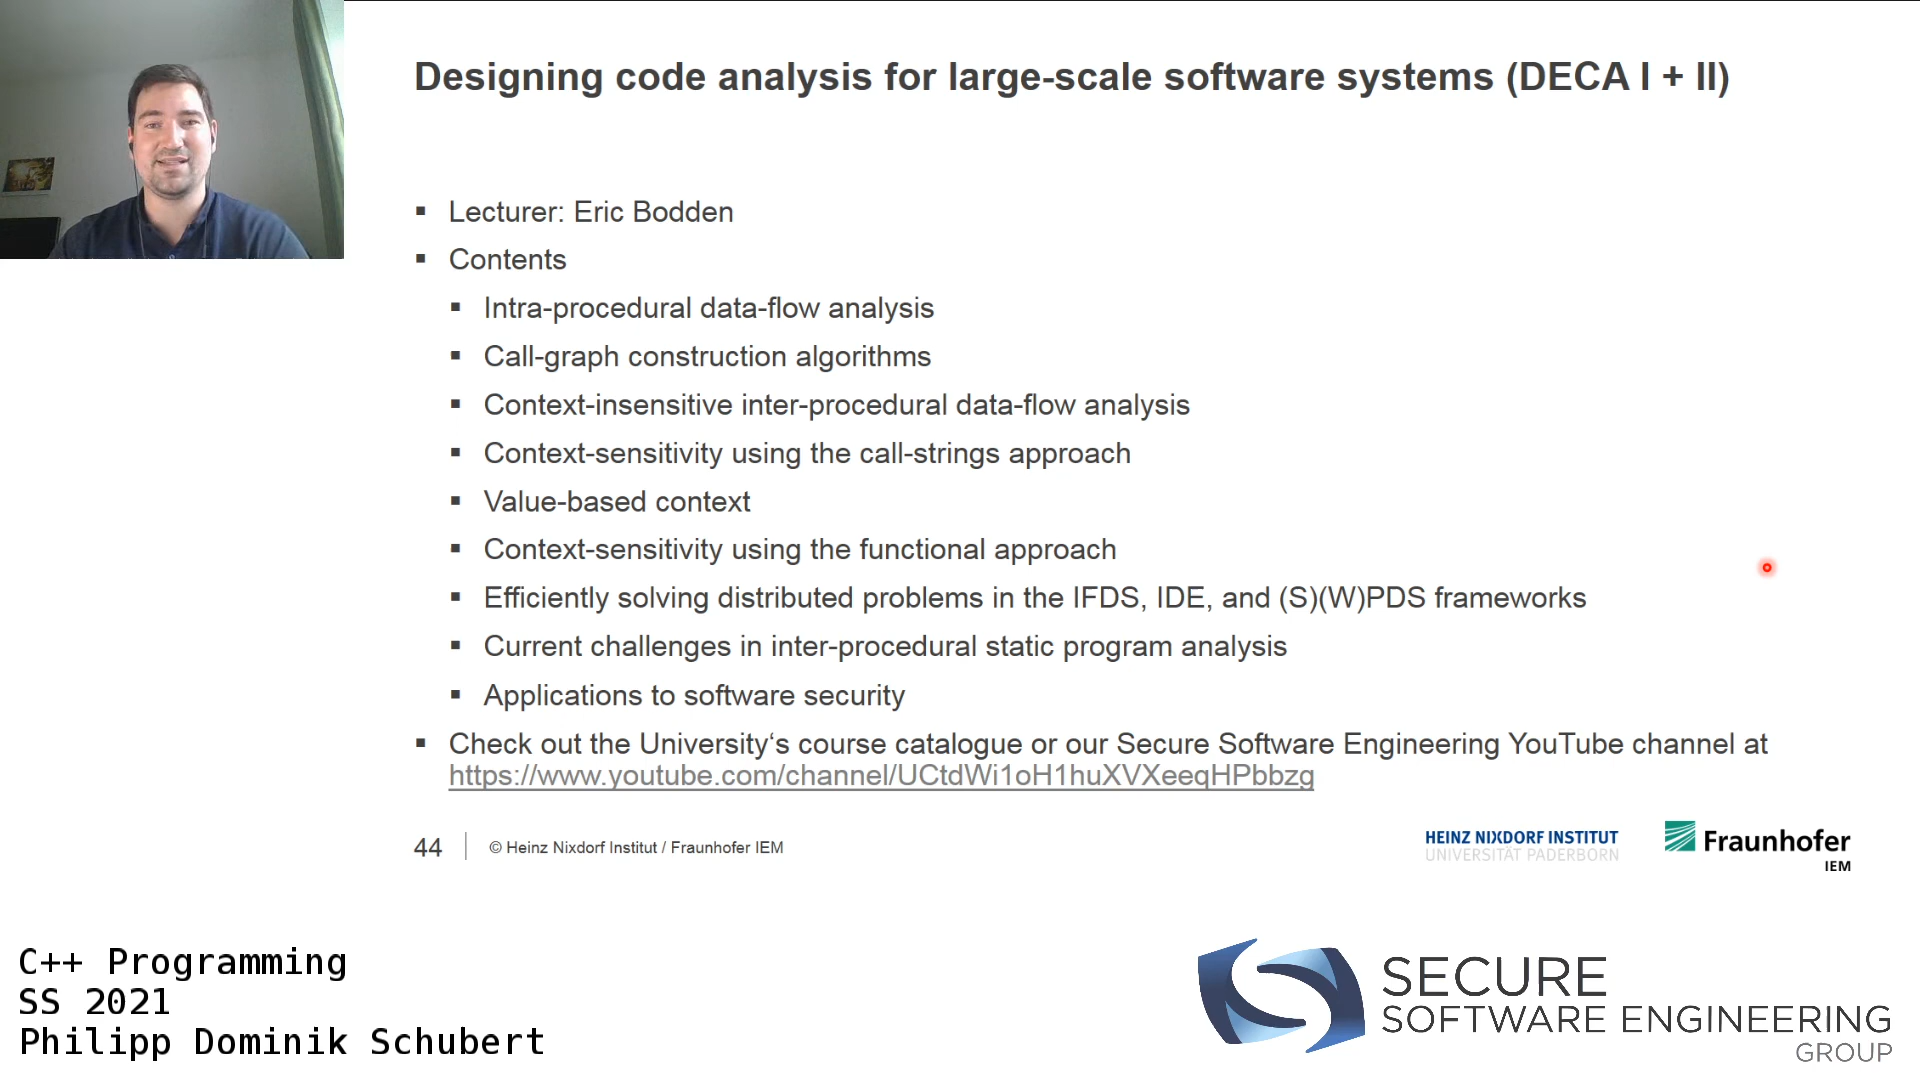 Designing code analysis for large-scale software systems (DECA I + II)
▪ Lecturer: Eric Bodden
▪ Contents
▪ Intra-procedural data-flow analysis
▪ Call-graph construction algorithms
▪ Context-insensitive inter-procedural data-flow analysis
▪ Context-sensitivity using the call-strings approach
▪ Value-based context
▪ Context-sensitivity using the functional approach
▪ Efficiently solving distributed problems in the IFDS, IDE, and (S)(W)PDS frameworks
▪ Current challenges in inter-procedural static program analysis
▪ Applications to software security
▪ Check out the University‘s course catalogue or our Secure Software Engineering YouTube channel at
https://www.youtube.com/channel/UCtdWi1oH1huXVXeeqHPbbzg
44 © Heinz Nixdorf Institut / Fraunhofer IEM
HEINZ NIXDORF INSTITUT
UNIVERSITÄT PADERBORN
Fraunhofer
IEM
C++ Programming
SS 2021
Philipp Dominik Schubert
SECURE
SOFTWARE ENGINEERING
GROUP